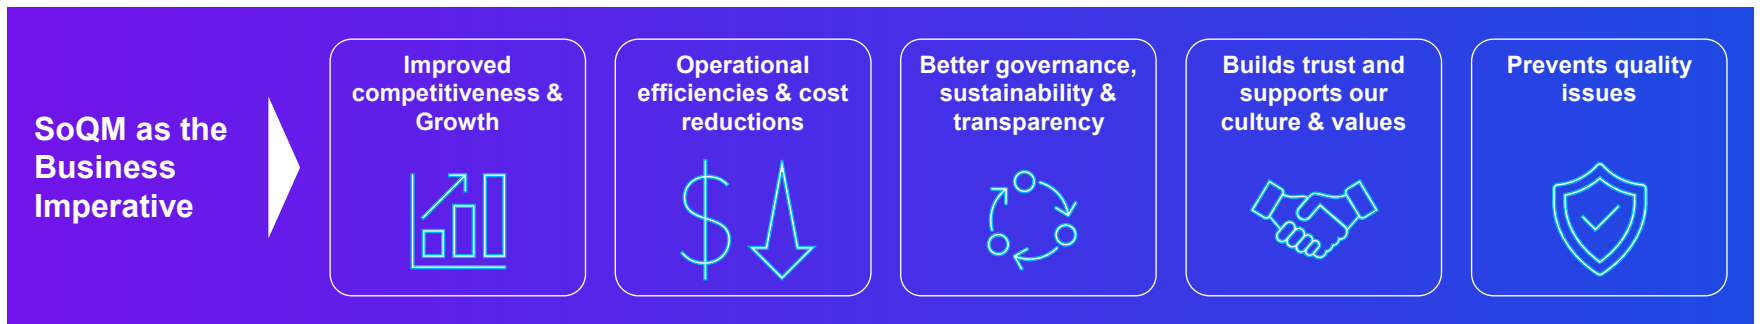 SoQM as the
Business
Imperative
Improved
competitiveness &
Growth
Operational
efficiencies & cost
reductions
Better governance,
sustainability &
transparency
Builds trust and
supports our
culture & values
Prevents quality
issues